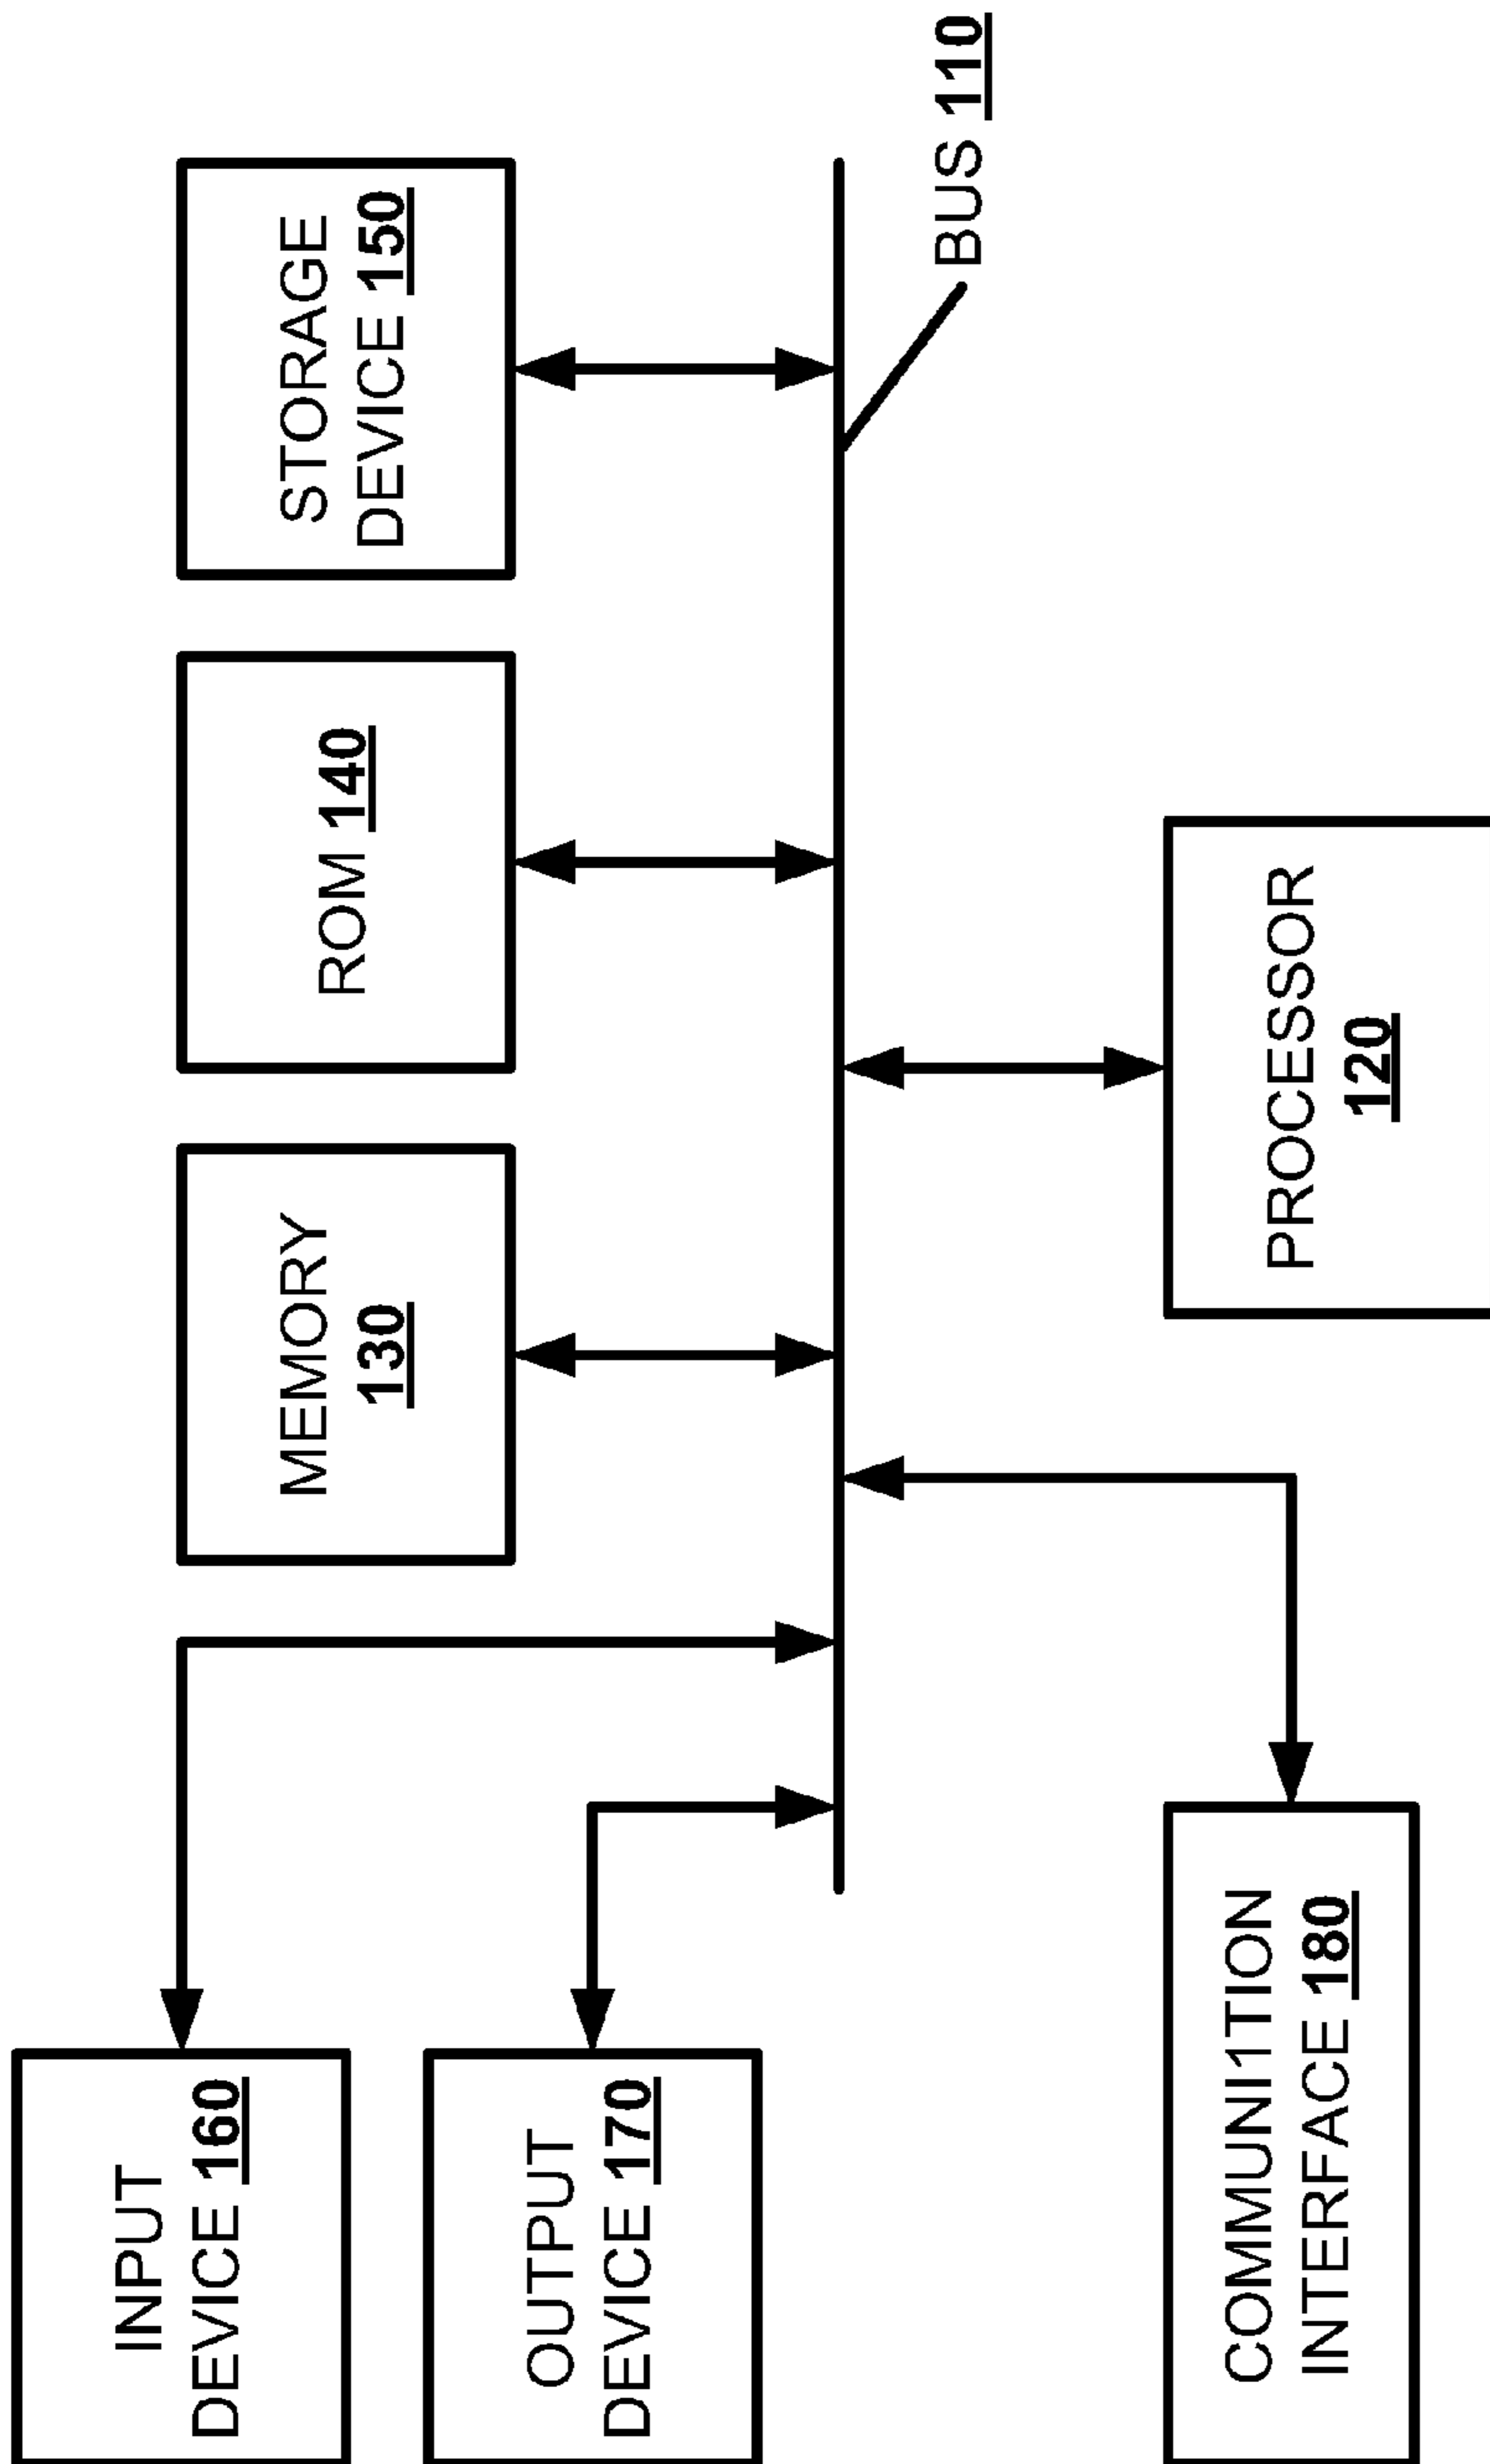 INPUT
DEVICE 160
MEMORY
130
ROM 140
STORAGE
DEVICE 150
OUTPUT
DEVICE 170
BUS 110
COMMUNI1TION
INTERFACE 180
PROCESSOR
120